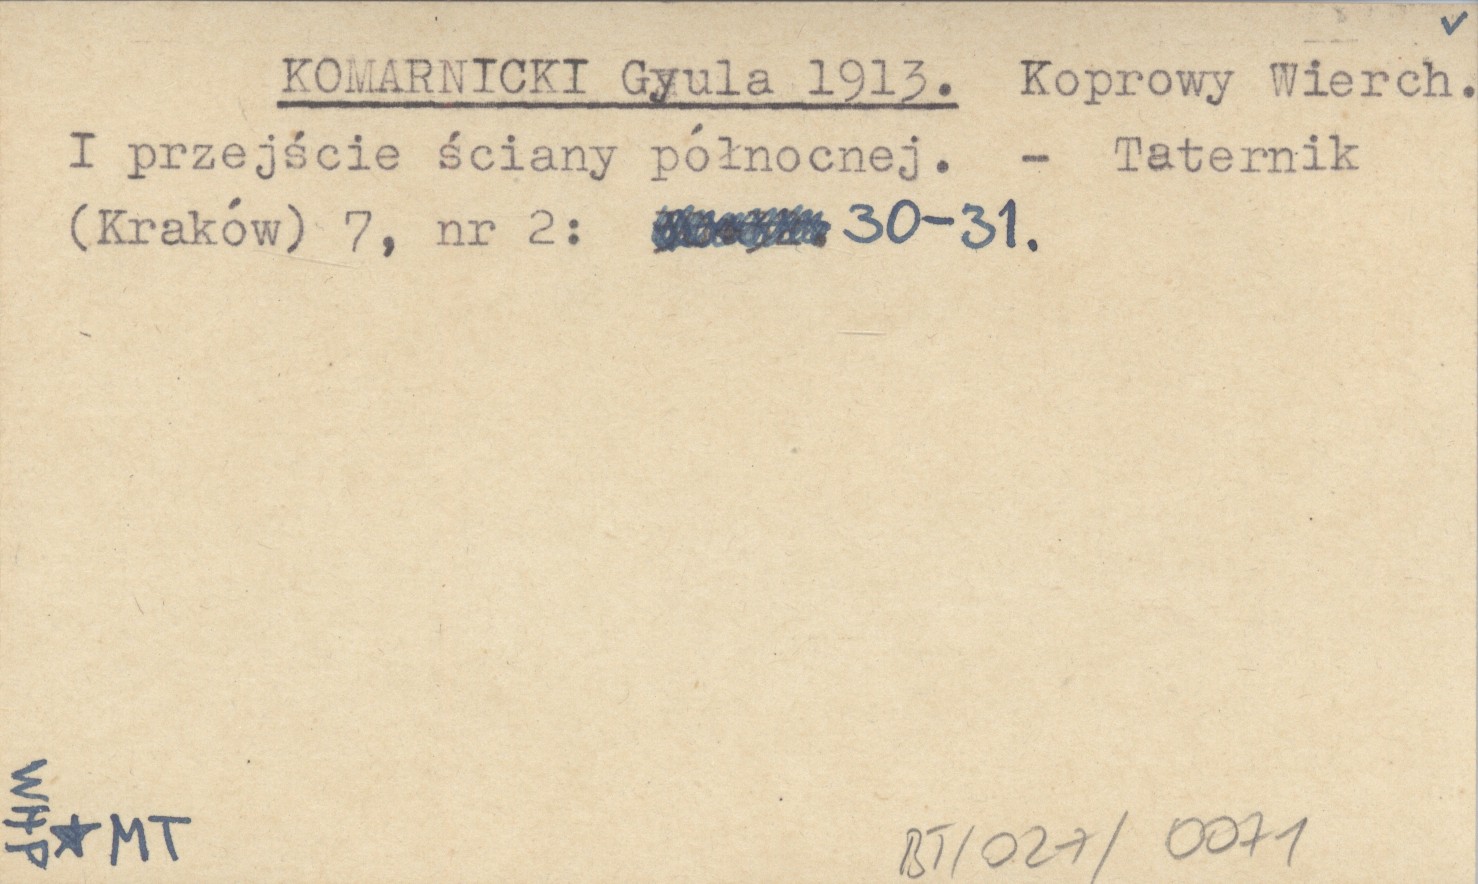 KOMARNICKI Gyula 1913. Koprowy Wierch.
I przejście ściany północnej. - Taternik
(Kraków) 7, nr 2: 30-31.
WHP
MT
BT/027/ 0071